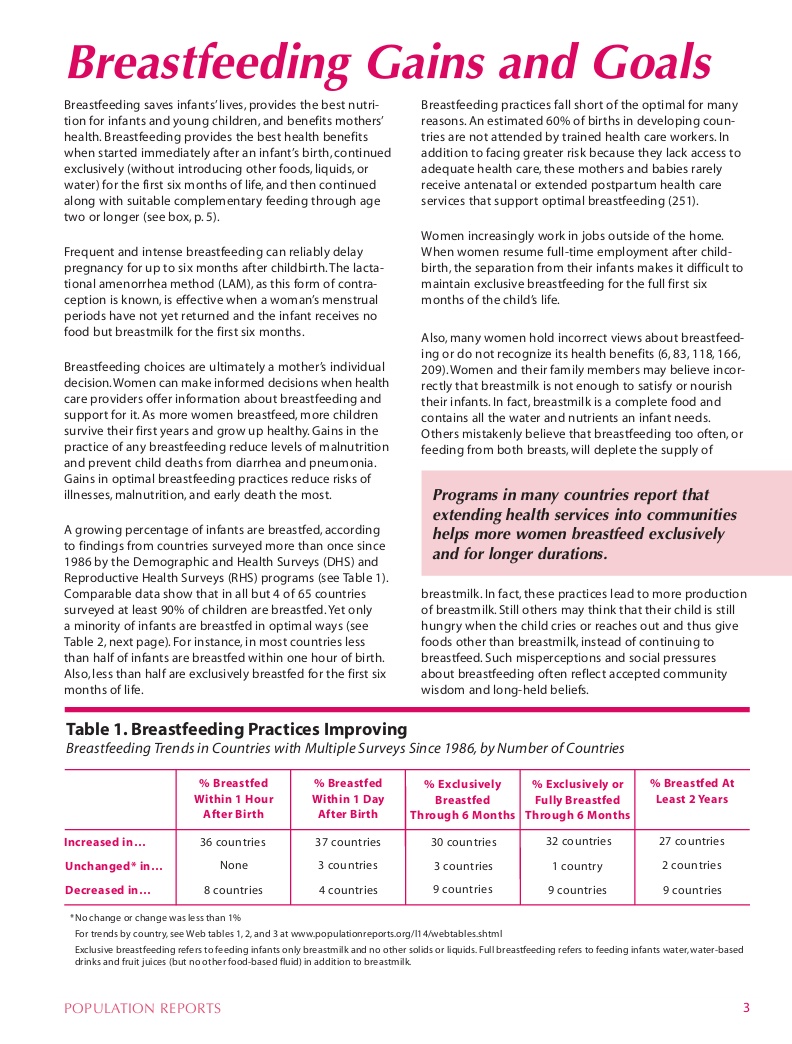 Breastfeeding Gains and Goals
Breastfeeding saves infants’ lives, provides the best nutri-
tion for infants and young children, and benefits mothers’
health. Breastfeeding provides the best health benefits
when started immediately after an infant’s birth, continued
exclusively (without introducing other foods, liquids, or
water) for the first six months of life, and then continued
along with suitable complementary feeding through age
two or longer (see box, p. 5).
Frequent and intense breastfeeding can reliably delay
pregnancy for up to six months after childbirth. The lacta-
tional amenorrhea method (LAM), as this form of contra-
ception is known, is effective when a woman’s menstrual
periods have not yet returned and the infant receives no
food but breastmilk for the first six months.
Breastfeeding choices are ultimately a mother’s individual
decision. Women can make informed decisions when health
care providers offer information about breastfeeding and
support for it. As more women breastfeed, more children
survive their first years and grow up healthy. Gains in the
practice of any breastfeeding reduce levels of malnutrition
and prevent child deaths from diarrhea and pneumonia.
Gains in optimal breastfeeding practices reduce risks of
illnesses, malnutrition, and early death the most.
A growing percentage of infants are breastfed, according
to findings from countries surveyed more than once since
1986 by the Demographic and Health Surveys (DHS) and
Reproductive Health Surveys (RHS) programs (see Table 1).
Comparable data show that in all but 4 of 65 countries
surveyed at least 90% of children are breastfed. Yet only
a minority of infants are breastfed in optimal ways (see
Table 2, next page). For instance, in most countries less
than half of infants are breastfed within one hour of birth.
Also, less than half are exclusively breastfed for the first six
months of life.
Breastfeeding practices fall short of the optimal for many
reasons. An estimated 60% of births in developing coun-
tries are not attended by trained health care workers. In
addition to facing greater risk because they lack access to
adequate health care, these mothers and babies rarely
receive antenatal or extended postpartum health care
services that support optimal breastfeeding (251).
Women increasingly work in jobs outside of the home.
When women resume full-time employment after child-
birth, the separation from their infants makes it difficult to
maintain exclusive breastfeeding for the full first six
months of the child’s life.
Also, many women hold incorrect views about breastfeed-
ing or do not recognize its health benefits (6, 83, 118, 166,
209). Women and their family members may believe incor-
rectly that breastmilk is not enough to satisfy or nourish
their infants. In fact, breastmilk is a complete food and
contains all the water and nutrients an infant needs.
Others mistakenly believe that breastfeeding too often, or
feeding from both breasts, will deplete the supply of
Programs in many countries report that
extending health services into communities
helps more women breastfeed exclusively
and for longer durations.
breastmilk. In fact, these practices lead to more production
of breastmilk. Still others may think that their child is still
hungry when the child cries or reaches out and thus give
foods other than breastmilk, instead of continuing to
breastfeed. Such misperceptions and social pressures
about breastfeeding often reflect accepted community
wisdom and long-held beliefs.
Table 1. Breastfeeding Practices Improving
Breastfeeding Trends in Countries with Multiple Surveys Since 1986, by Number of Countries
% Breastfed % Breastfed % Exclusively % Exclusively or % Breastfed At
Within 1 Hour Within 1 Day Breastfed Fully Breastfed Least 2 Years
After Birth After Birth Through 6 Months Through 6 Months
Increased in... 36 countries 37 countries 30 countries 32 countries 27 countries
Unchanged* in... None 3 countries 3 countries 1 country 2 countries
Decreased in... 8 countries 4 countries 9 countries 9 countries 9 countries
*No change or change was less than 1%
For trends by country, see Web tables 1, 2, and 3 at www.populationreports.org/l14/webtables.shtml
Exclusive breastfeeding refers to feeding infants only breastmilk and no other solids or liquids. Full breastfeeding refers to feeding infants water, water-based
drinks and fruit juices (but no other food-based fluid) in addition to breastmilk.
POPULATION REPORTS 3